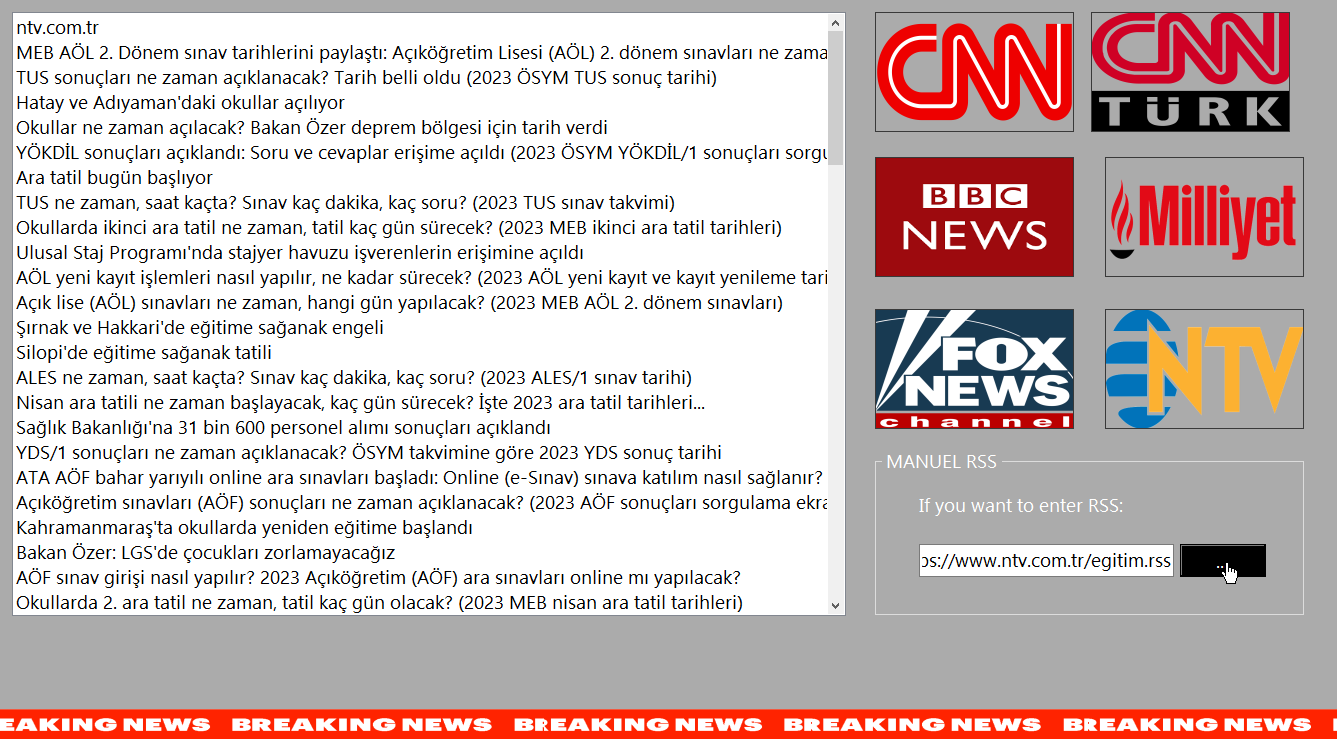 ntv.com.tr
MEB AÖL 2. Dönem sınav tarihlerini paylaştı: Açıköğretim Lisesi (AÖL) 2. dönem sınavları ne zama
TUS sonuçları ne zaman açıklanacak? Tarih belli oldu (2023 ÖSYM TUS sonuç tarihi)
Hatay ve Adıyaman'daki okullar açılıyor
Okullar ne zaman açılacak? Bakan Özer deprem bölgesi için tarih verdi
YÖKDİL sonuçları açıklandı: Soru ve cevaplar erişime açıldı (2023 ÖSYM YÖKDİL/1 sonuçları sorgu
Ara tatil bugün başlıyor
TUS ne zaman, saat kaçta? Sınav kaç dakika, kaç soru? (2023 TUS sınav takvimi)
Okullarda ikinci ara tatil ne zaman, tatil kaç gün sürecek? (2023 MEB ikinci ara tatil tarihleri)
Ulusal Staj Programı'nda stajyer havuzu işverenlerin erişimine açıldı
AÖL yeni kayıt işlemleri nasıl yapılır, ne kadar sürecek? (2023 AÖL yeni kayıt ve kayıt yenileme tari
Açık lise (AÖL) sınavları ne zaman, hangi gün yapılacak? (2023 MEB AÖL 2. dönem sınavları)
Şırnak ve Hakkari'de eğitime sağanak engeli
Silopi'de eğitime sağanak tatili
ALES ne zaman, saat kaçta? Sınav kaç dakika, kaç soru? (2023 ALES/1 sınav tarihi)
Nisan ara tatili ne zaman başlayacak, kaç gün sürecek? İşte 2023 ara tatil tarihleri...
Sağlık Bakanlığı'na 31 bin 600 personel alımı sonuçları açıklandı
YDS/1 sonuçları ne zaman açıklanacak? ÖSYM takvimine göre 2023 YDS sonuç tarihi
ATA AÖF bahar yarıyılı online ara sınavları başladı: Online (e-Sınav) sınava katılım nasıl sağlanır?
Açıköğretim sınavları (AÖF) sonuçları ne zaman açıklanacak? (2023 AÖF sonuçları sorgulama ekra
Kahramanmaraş'ta okullarda yeniden eğitime başlandı
Bakan Özer: LGS'de çocukları zorlamayacağız
AÖF sınav girişi nasıl yapılır? 2023 Açıköğretim (AÖF) ara sınavları online mı yapılacak?
Okullarda 2. ara tatil ne zaman, tatil kaç gün olacak? (2023 MEB nisan ara tatil tarihleri)
CNN
CNN
TÜRK
BBC
NEWS
Milliyet
FOX
NEWS
channel
NTV
MANUEL RSS
If you want to enter RSS:
ps://www.ntv.com.tr/egitim.rss
...
EAKING NEWS BREAKING NEWS BREAKING NEWS BREAKING NEWS BREAKING NEWS